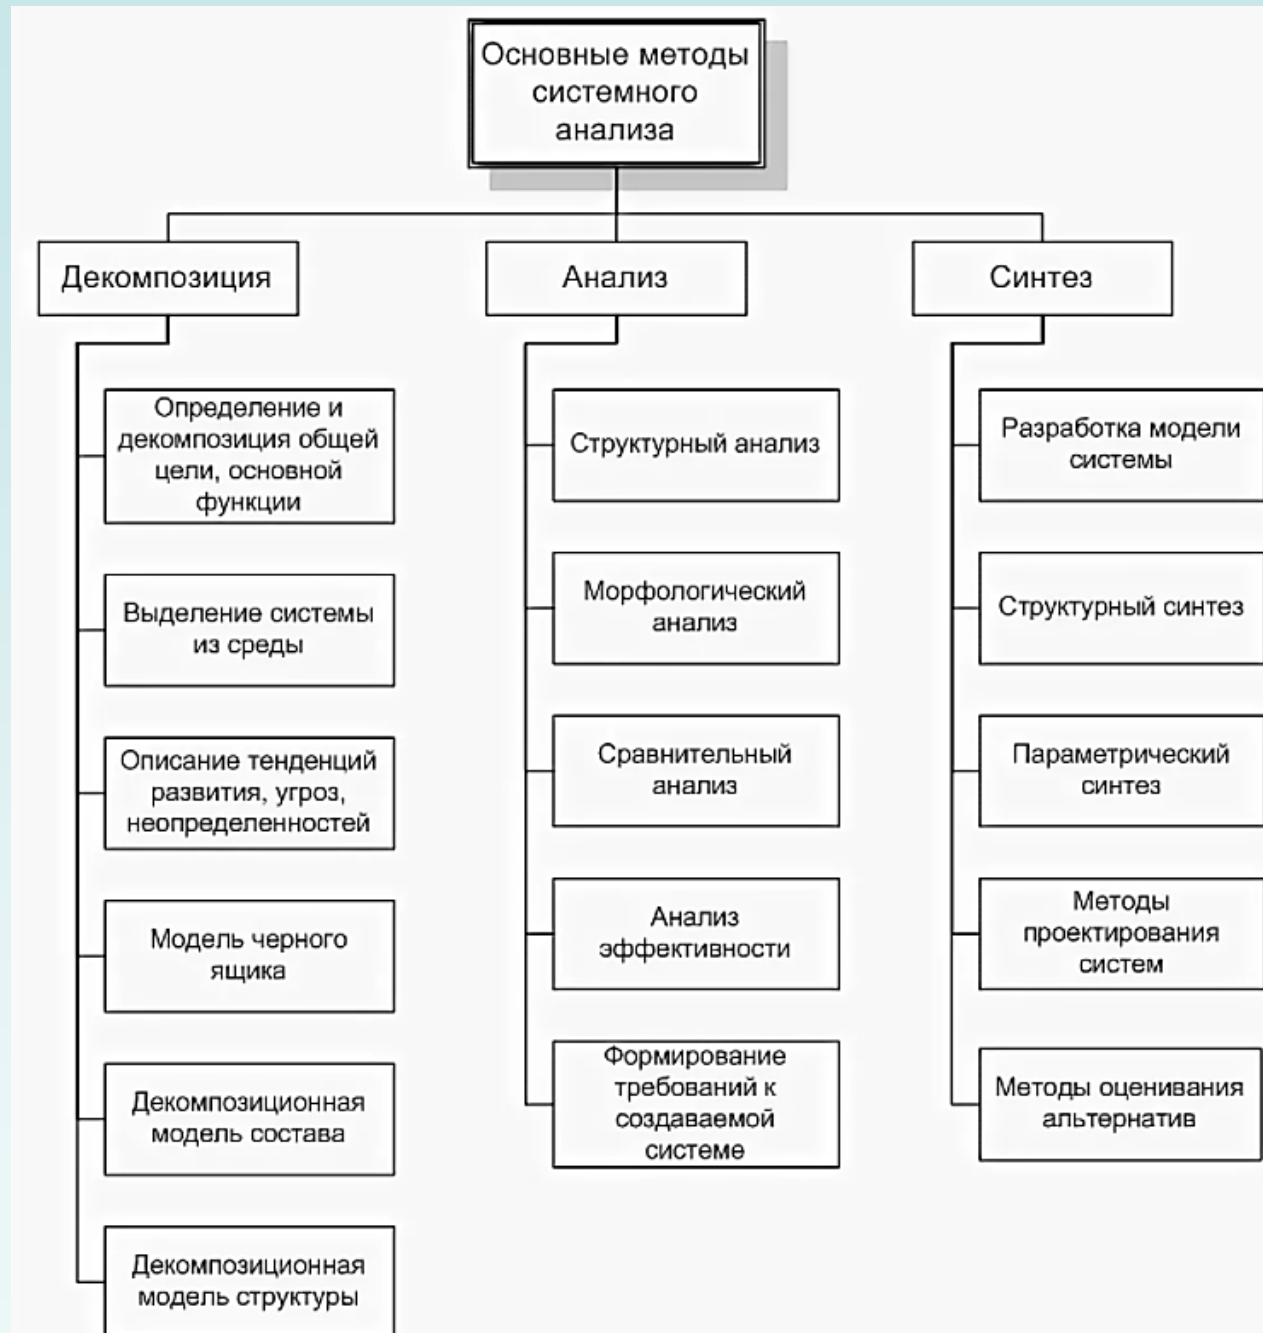 Основные методы
системного
анализа
Декомпозиция
Анализ
Синтез
Определение и
декомпозиция общей
цели, основной
функции
Выделение системы
из среды
Описание тенденций
развития, угроз,
неопределенностей
Модель черного
ящика
Декомпозиционная
модель состава
Декомпозиционная
модель структуры
Структурный анализ
Морфологический
анализ
Сравнительный
анализ
Анализ
эффективности
Формирование
требований к
создаваемой
системе
Разработка модели
системы
Структурный синтез
Параметрический
синтез
Методы
проектирования
систем
Методы оценивания
альтернатив